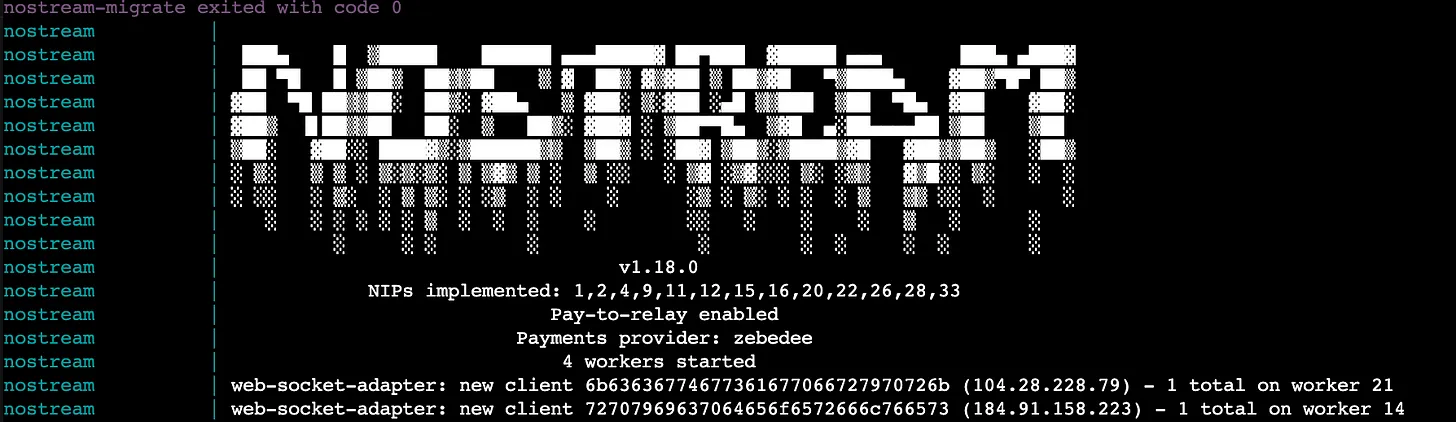 nostream-migrate exited with code 0
nostream |
nostream | NOSTREAM
nostream |
nostream |
nostream |
nostream |
nostream |
nostream |
nostream |
nostream |
nostream | v1.18.0
nostream | NIPs implemented: 1,2,4,9,11,12,15,16,20,22,26,28,33
nostream | Pay-to-relay enabled
nostream | Payments provider: zebedee
nostream | 4 workers started
nostream | web-socket-adapter: new client 6b636367746773616770667279707​26b (104.28.228.79) - 1 total on worker 21
nostream | web-socket-adapter: new client 72707969637064656f6572666c766573 (184.91.158.223) - 1 total on worker 14